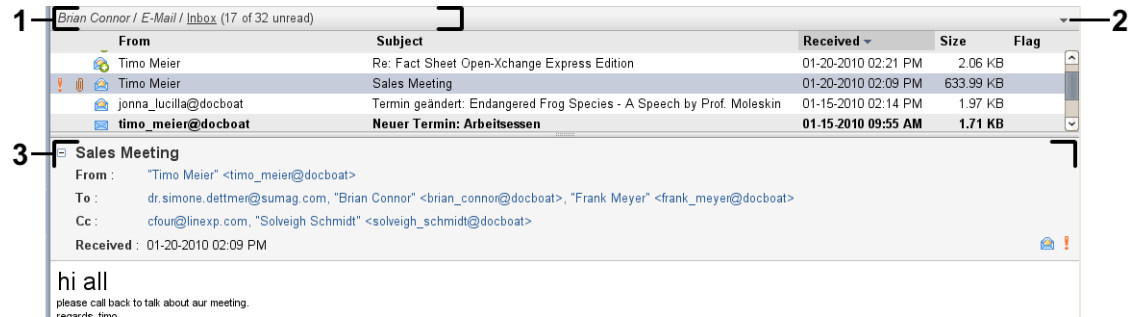 1 Brian Connor / E-Mail / Inbox (17 of 32 unread) 2
From Subject Received Size Flag
Timo Meier Re: Fact Sheet Open-Xchange Express Edition 01-20-2010 02:21 PM 2.06 KB
Timo Meier Sales Meeting 01-20-2010 02:09 PM 633.99 KB
jonna_lucilla@docboat Termin geändert: Endangered Frog Species - A Speech by Prof. Moleskin 01-15-2010 02:14 PM 1.97 KB
timo_meier@docboat Neuer Termin: Arbeitsessen 01-15-2010 09:55 AM 1.71 KB
3 Sales Meeting
From : "Timo Meier" <timo_meier@docboat>
To : dr.simone.dettmer@sumag.com, "Brian Connor" <brian_connor@docboat>, "Frank Meyer" <frank_meyer@docboat>
Cc : cfour@linexp.com, "Solveigh Schmidt" <solveigh_schmidt@docboat>
Received : 01-20-2010 02:09 PM
hi all
please call back to talk about aur meeting.
regards, timo